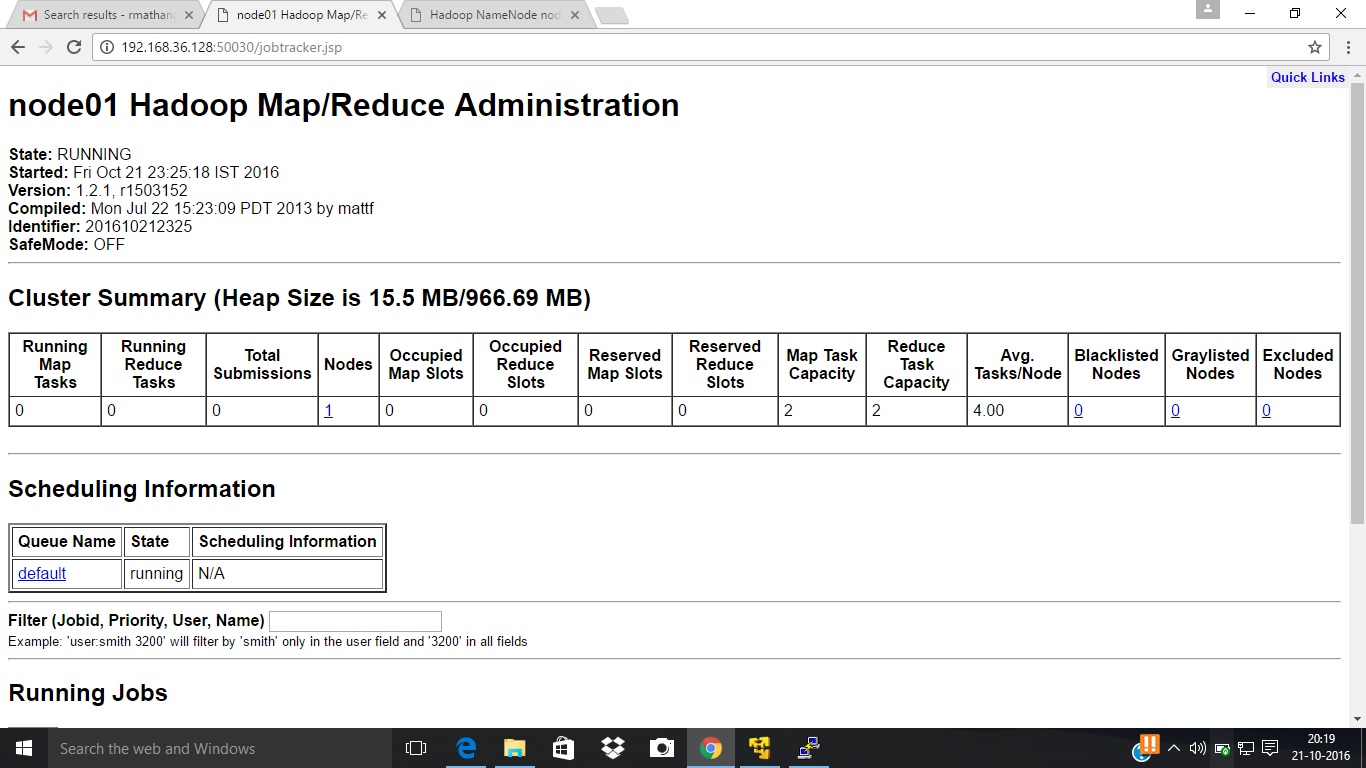 Search results - rmathan
node01 Hadoop Map/Re
Hadoop NameNode nod
192.168.36.128:50030/jobtracker.jsp
Quick Links
node01 Hadoop Map/Reduce Administration
State: RUNNING
Started: Fri Oct 21 23:25:18 IST 2016
Version: 1.2.1, r1503152
Compiled: Mon Jul 22 15:23:09 PDT 2013 by mattf
Identifier: 201610212325
SafeMode: OFF
Cluster Summary (Heap Size is 15.5 MB/966.69 MB)
Running Map Tasks Running Reduce Tasks Total Submissions Nodes Occupied Map Slots Occupied Reduce Slots Reserved Map Slots Reserved Reduce Slots Map Task Capacity Reduce Task Capacity Avg. Tasks/Node Blacklisted Nodes Graylisted Nodes Excluded Nodes
0 0 0 1 0 0 0 0 2 2 4.00 0 0 0
Scheduling Information
Queue Name State Scheduling Information
default running N/A
Filter (Jobid, Priority, User, Name)
Example: 'user:smith 3200' will filter by 'smith' only in the user field and '3200' in all fields
Running Jobs
Search the web and Windows
20:19
21-10-2016